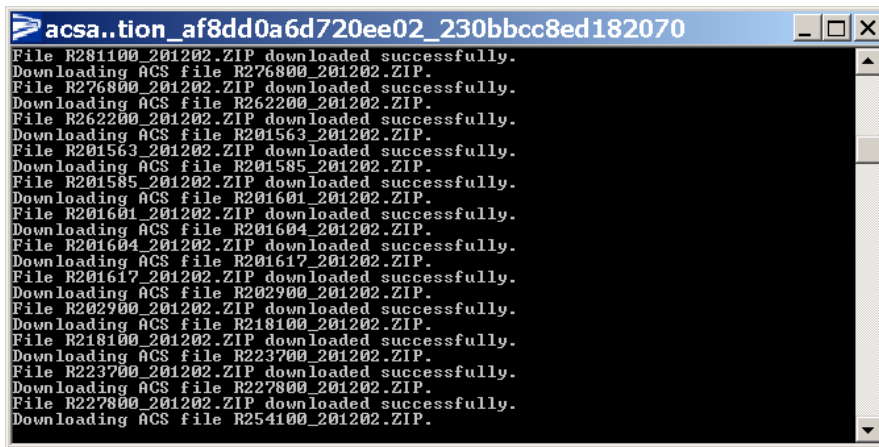 acsa..tion_af8dd0a6d720ee02_230bbcc8ed182070
File R281100_201202.ZIP downloaded successfully.
Downloading ACS file R276800_201202.ZIP.
File R276800_201202.ZIP downloaded successfully.
Downloading ACS file R262200_201202.ZIP.
File R262200_201202.ZIP downloaded successfully.
Downloading ACS file R201563_201202.ZIP.
File R201563_201202.ZIP downloaded successfully.
Downloading ACS file R201585_201202.ZIP.
File R201585_201202.ZIP downloaded successfully.
Downloading ACS file R201601_201202.ZIP.
File R201601_201202.ZIP downloaded successfully.
Downloading ACS file R201604_201202.ZIP.
File R201604_201202.ZIP downloaded successfully.
Downloading ACS file R201617_201202.ZIP.
File R201617_201202.ZIP downloaded successfully.
Downloading ACS file R202900_201202.ZIP.
File R202900_201202.ZIP downloaded successfully.
Downloading ACS file R218100_201202.ZIP.
File R218100_201202.ZIP downloaded successfully.
Downloading ACS file R223700_201202.ZIP.
File R223700_201202.ZIP downloaded successfully.
Downloading ACS file R227800_201202.ZIP.
File R227800_201202.ZIP downloaded successfully.
Downloading ACS file R254100_201202.ZIP.